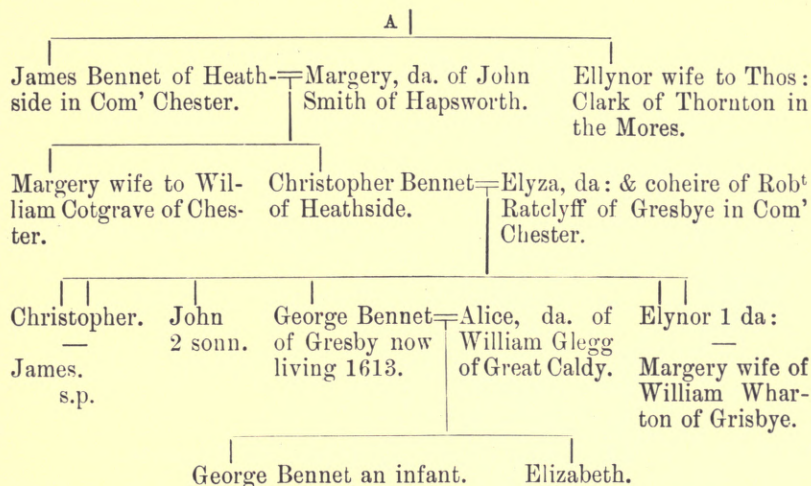 A
James Bennet of Heath-
side in Com' Chester.
Margery, da. of John
Smith of Hapsworth.
Ellynor wife to Thos:
Clark of Thornton in
the Mores.
Margery wife to Wil-
liam Cotgrave of Ches-
ter.
Christopher Bennet
of Heathside.
Elyza, da: & coheire of Robᵗ
Ratclyff of Gresbye in Com'
Chester.
Christopher.
—
James.
s.p.
John
2 sonn.
George Bennet
of Gresby now
living 1613.
Alice, da. of
William Glegg
of Great Caldy.
Elynor 1 da:
—
Margery wife of
William Whar-
ton of Grisbye.
George Bennet an infant.
Elizabeth.